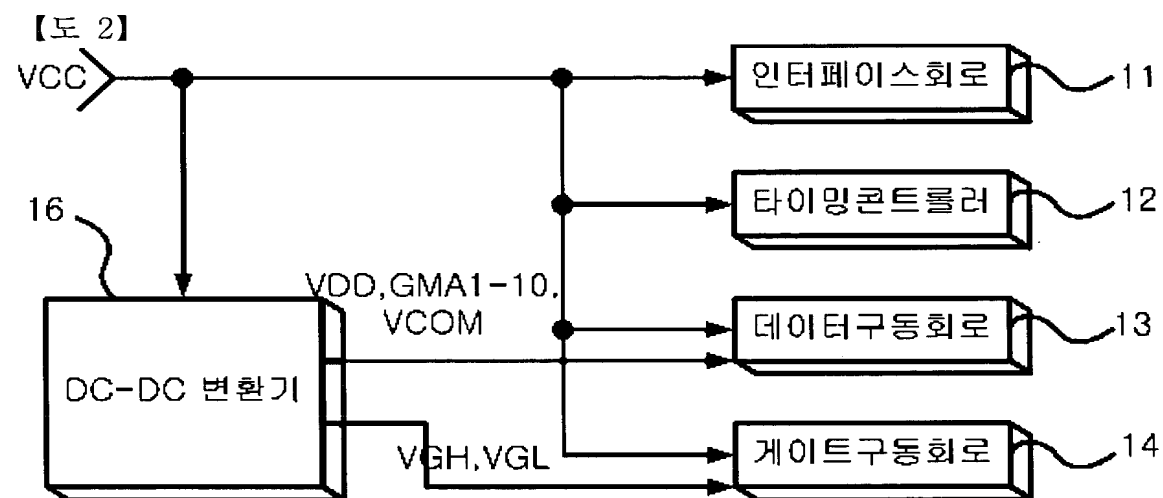 【도 2】
VCC
인터페이스회로
11
타이밍콘트롤러
12
16
VDD,GMA1-10,
VCOM
데이터구동회로
13
DC-DC 변환기
VGH,VGL
게이트구동회로
14